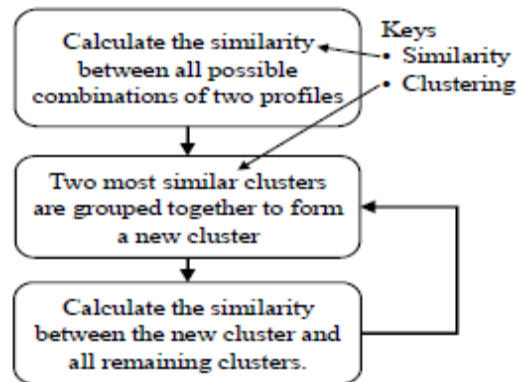 Calculate the similarity
between all possible
combinations of two profiles
Keys
• Similarity
• Clustering
Two most similar clusters
are grouped together to form
a new cluster
Calculate the similarity
between the new cluster and
all remaining clusters.